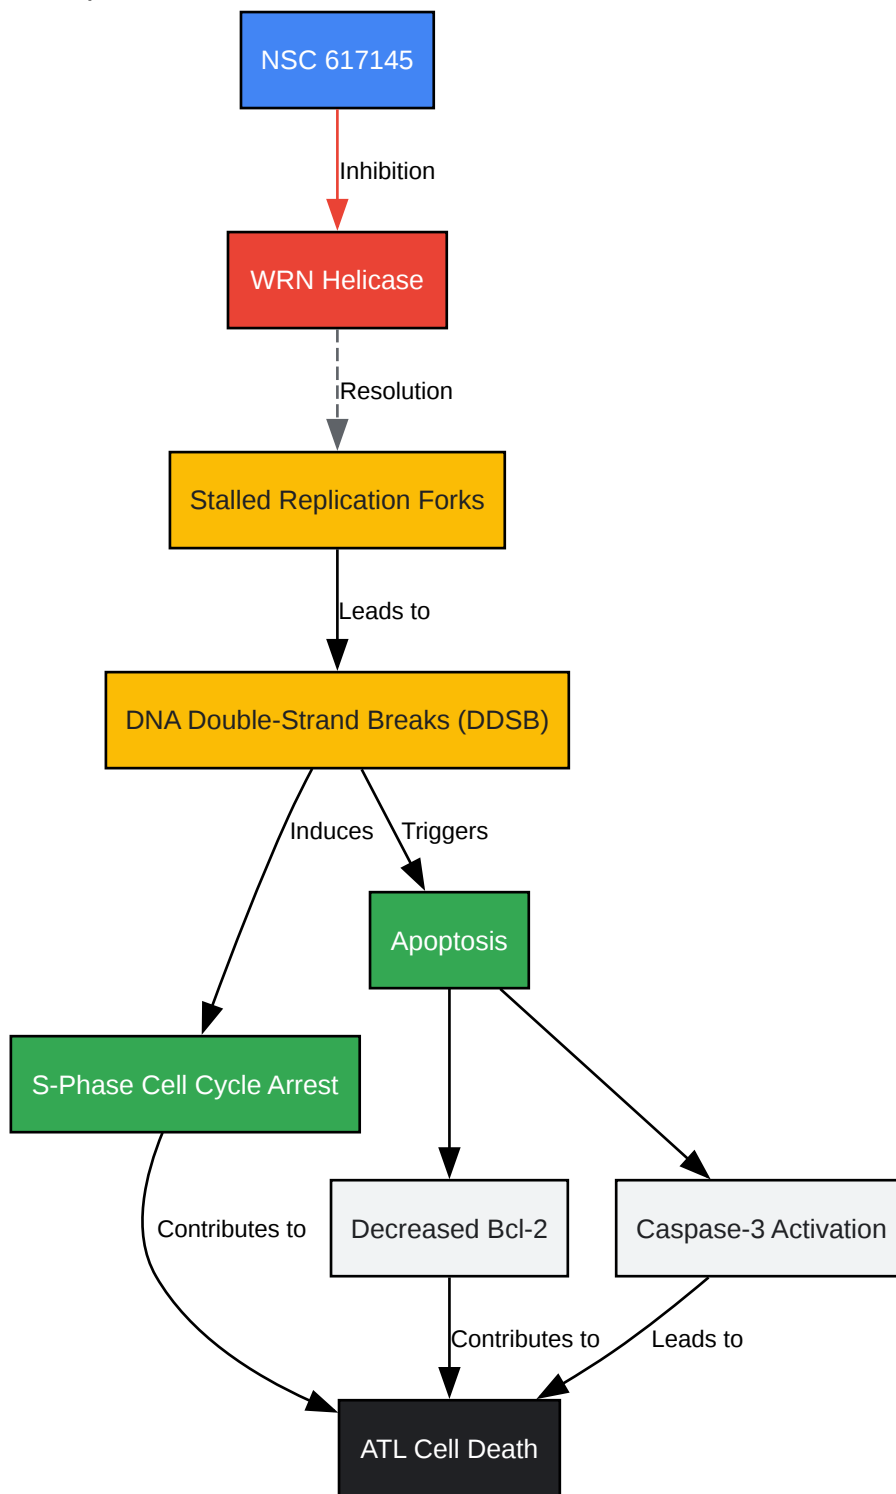 NSC 617145
Inhibition
WRN Helicase
Resolution
Stalled Replication Forks
Leads to
DNA Double-Strand Breaks (DDSB)
Induces
Triggers
Apoptosis
S-Phase Cell Cycle Arrest
Decreased Bcl-2
Caspase-3 Activation
Contributes to
Contributes to
Leads to
ATL Cell Death